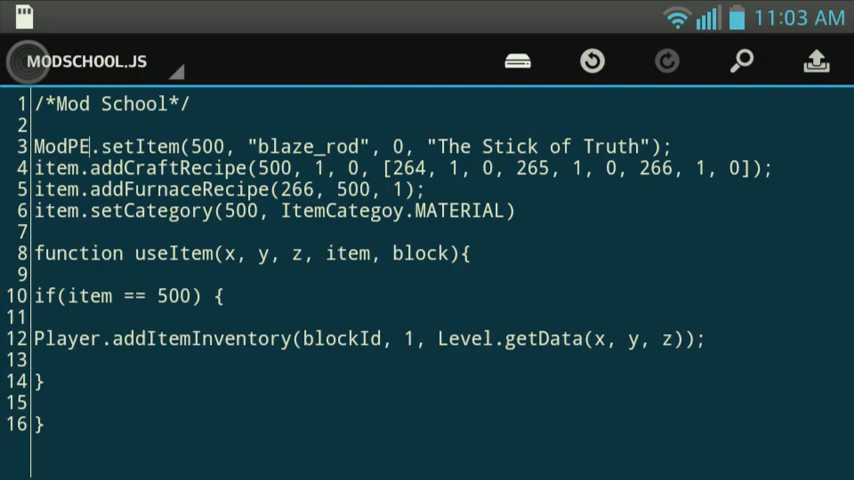 11:03 AM
MODSCHOOL.JS
1 /*Mod School*/
2
3 ModPE.setItem(500, "blaze_rod", 0, "The Stick of Truth");
4 item.addCraftRecipe(500, 1, 0, [264, 1, 0, 265, 1, 0, 266, 1, 0]);
5 item.addFurnaceRecipe(266, 500, 1);
6 item.setCategory(500, ItemCategoy.MATERIAL)
7
8 function useItem(x, y, z, item, block){
9
10 if(item == 500) {
11
12 Player.addItemInventory(blockId, 1, Level.getData(x, y, z));
13
14 }
15
16 }